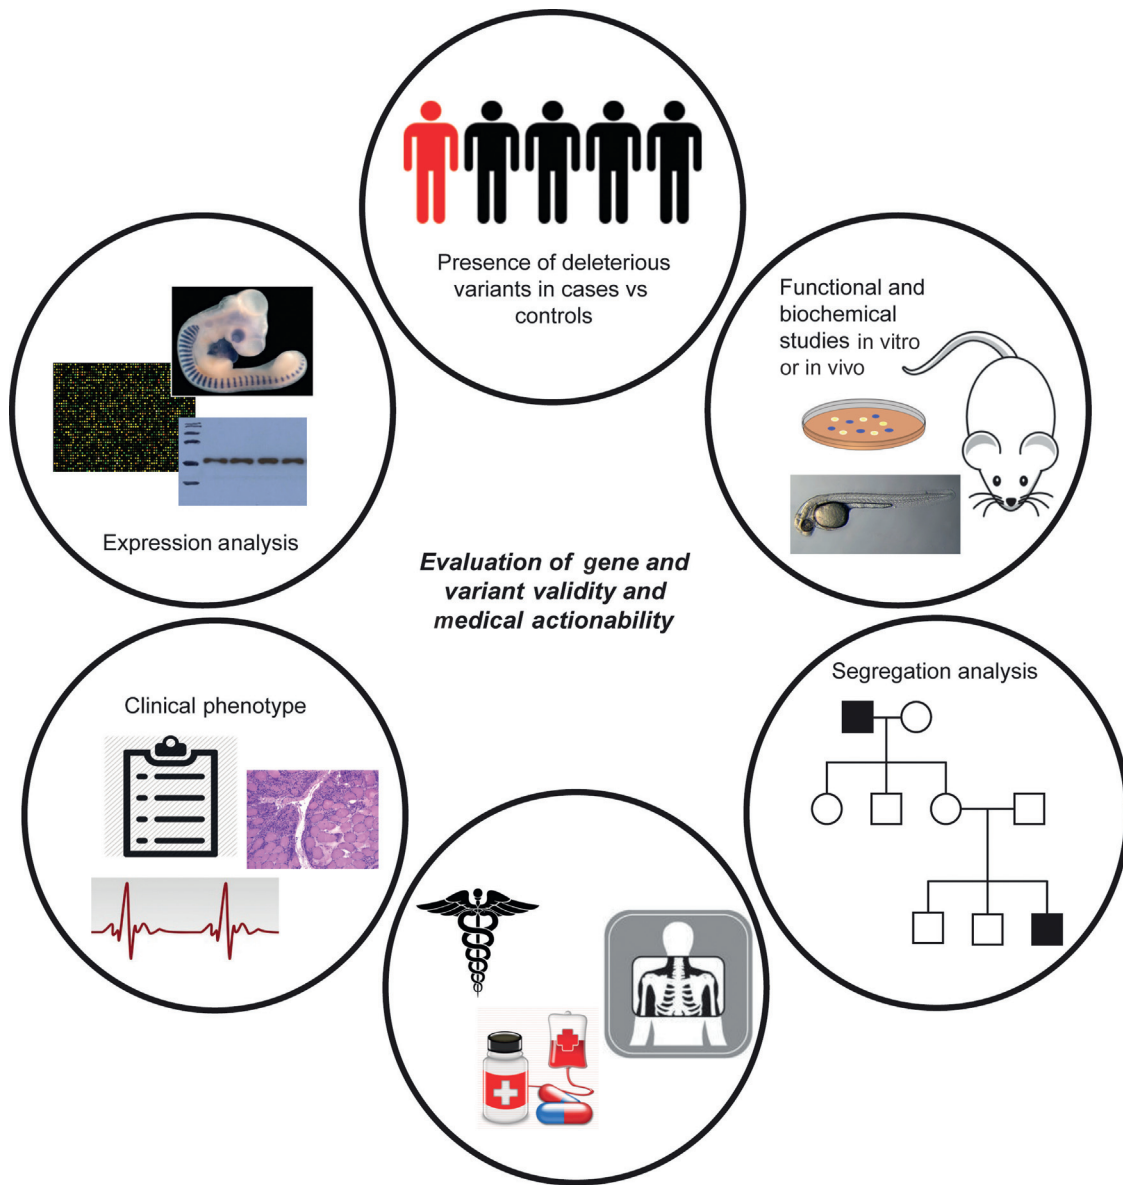 Presence of deleterious
variants in cases vs
controls
Functional and
biochemical
studies in vitro
or in vivo
Expression analysis
Evaluation of gene and
variant validity and
medical actionability
Segregation analysis
Clinical phenotype